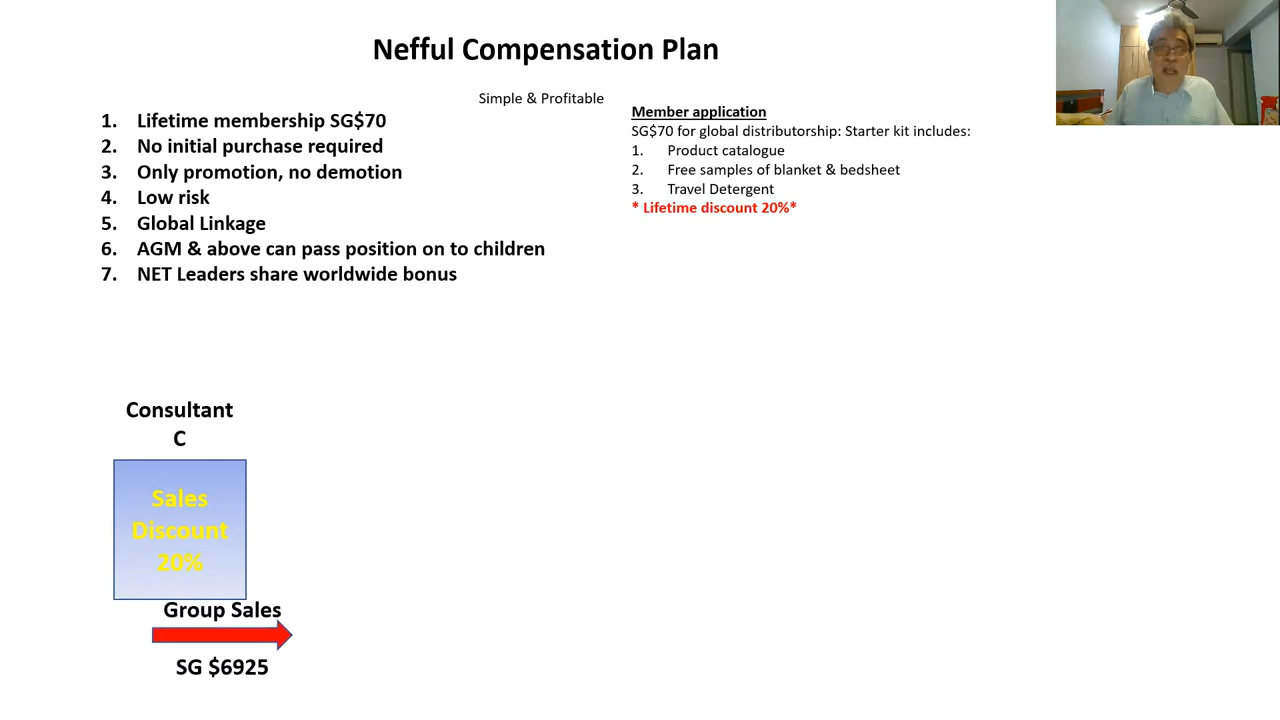 Nefful Compensation Plan
Simple & Profitable
1. Lifetime membership SG$70
2. No initial purchase required
3. Only promotion, no demotion
4. Low risk
5. Global Linkage
6. AGM & above can pass position on to children
7. NET Leaders share worldwide bonus
Member application
SG$70 for global distributorship: Starter kit includes:
1. Product catalogue
2. Free samples of blanket & bedsheet
3. Travel Detergent
* Lifetime discount 20%*
Consultant
C
Sales
Discount
20%
Group Sales
SG $6925